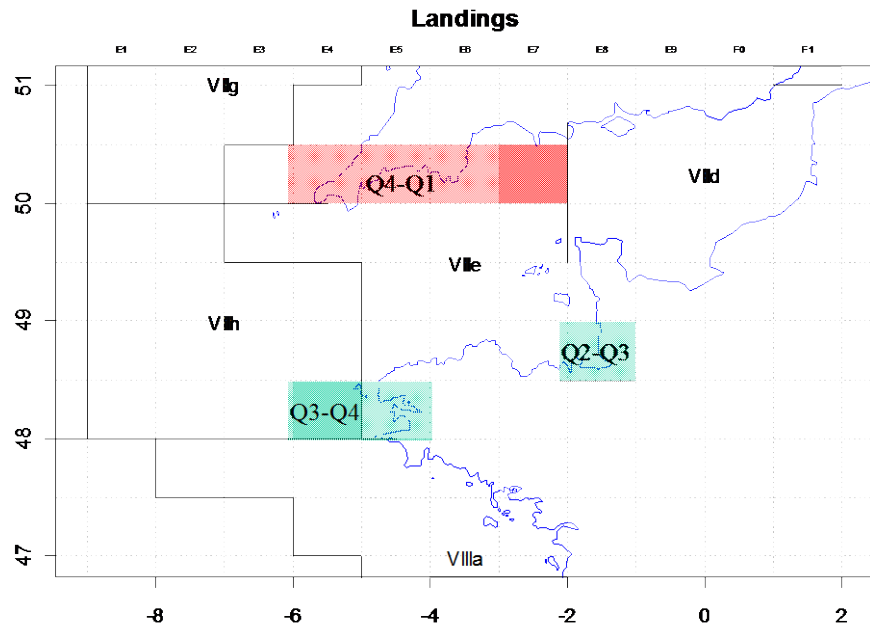 Landings
E1 E2 E3 E4 E5 E6 E7 E8 E9 F0 F1
51
VIIg
Q4-Q1
VIId
50
VIIe
49
VIIh
Q2-Q3
Q3-Q4
48
47
VIIIa
-8 -6 -4 -2 0 2